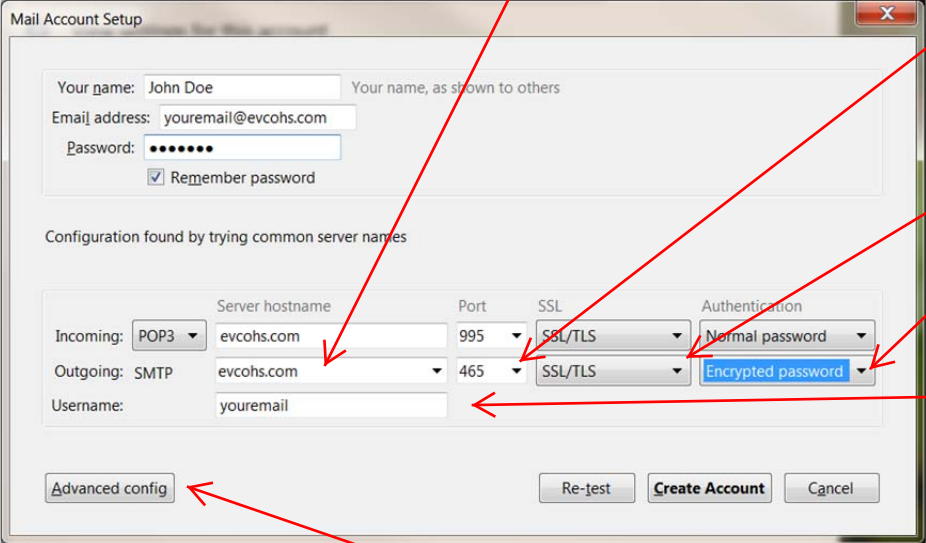 Mail Account Setup
Your name: John Doe Your name, as shown to others
Email address: youremail@evcohs.com
Password: •••••••
Remember password
Configuration found by trying common server names
Server hostname Port SSL Authentication
Incoming: POP3 evcohs.com 995 SSL/TLS Normal password
Outgoing: SMTP evcohs.com 465 SSL/TLS Encrypted password
Username: youremail
Advanced config Re-test Create Account Cancel